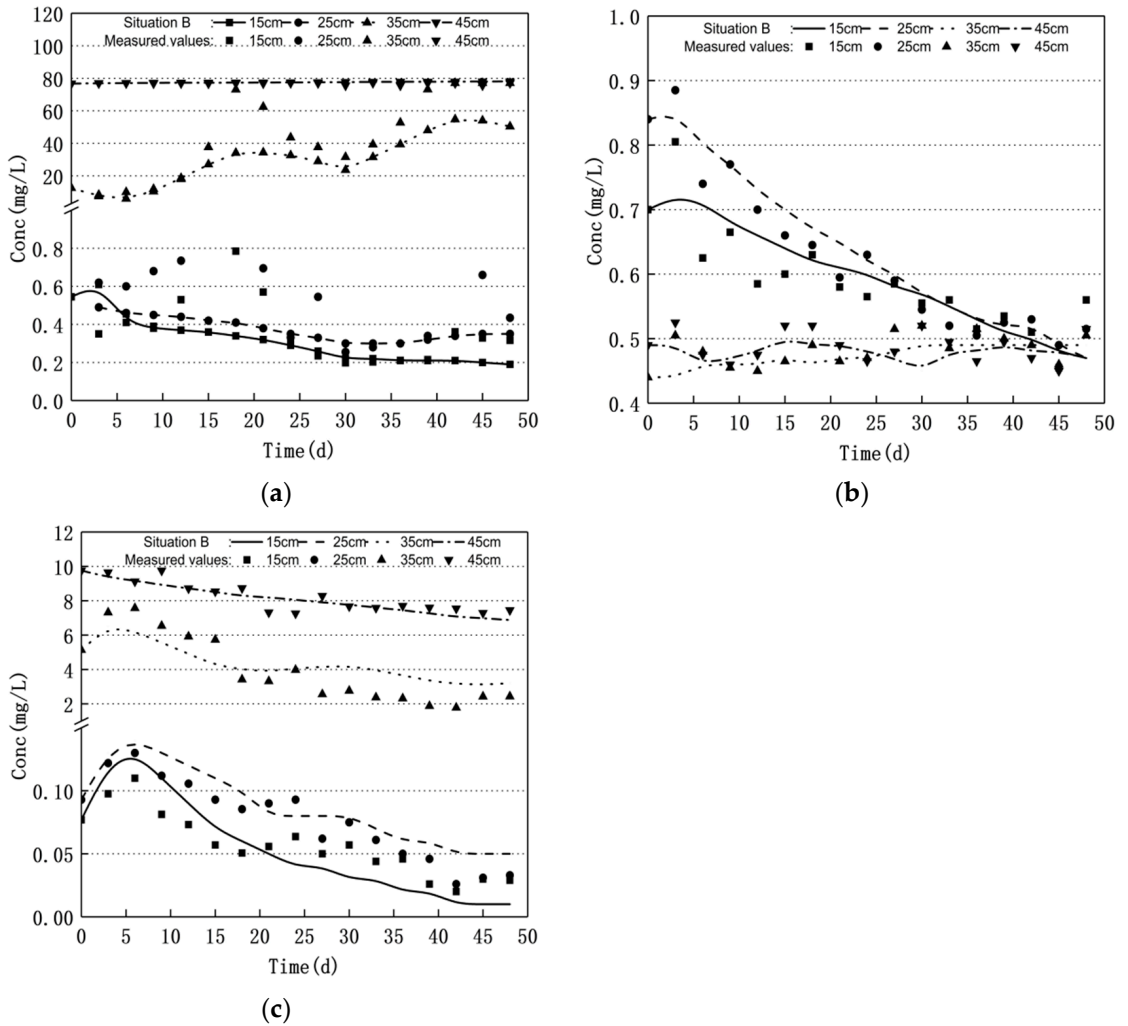 Situation B :15cm 25cm 35cm 45cm
Measured values: 15cm 25cm 35cm 45cm
120
100
80
60
40
20
0.8
0.6
0.4
0.2
0.0
Conc(mg/L)
0 5 10 15 20 25 30 35 40 45 50
Time(d)
(a)
Situation B :15cm 25cm 35cm 45cm
Measured values: 15cm 25cm 35cm 45cm
1.0
0.9
0.8
0.7
0.6
0.5
0.4
Conc(mg/L)
0 5 10 15 20 25 30 35 40 45 50
Time(d)
(b)
Situation B :15cm 25cm 35cm 45cm
Measured values: 15cm 25cm 35cm 45cm
12
10
8
6
4
2
0.10
0.05
0.00
Conc(mg/L)
0 5 10 15 20 25 30 35 40 45 50
Time(d)
(c)